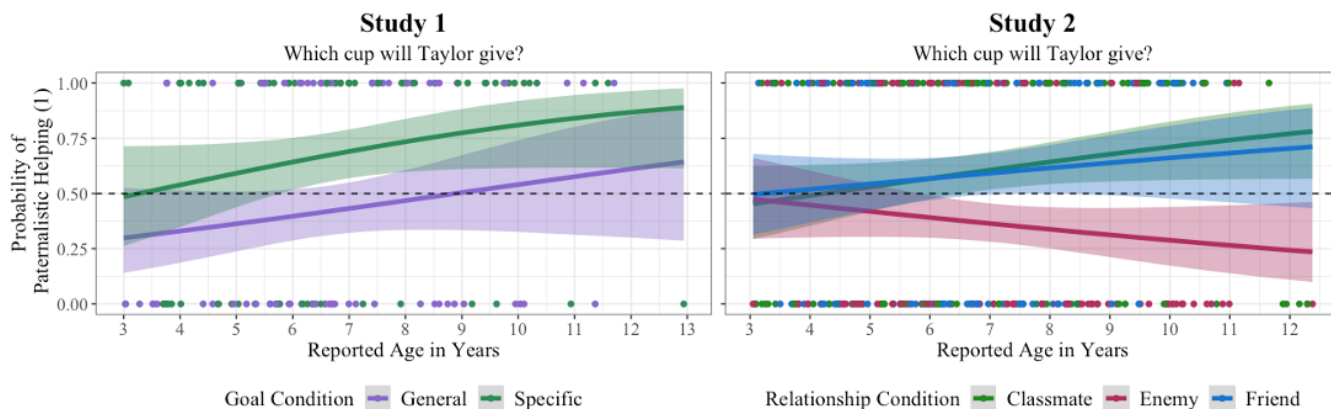 Study 1
Which cup will Taylor give?
Probability of
Paternalistic Helping (1)
1.00
0.75
0.50
0.25
0.00
3 4 5 6 7 8 9 10 11 12 13
Reported Age in Years
Goal Condition General Specific
Study 2
Which cup will Taylor give?
3 4 5 6 7 8 9 10 11 12
Reported Age in Years
Relationship Condition Classmate Enemy Friend